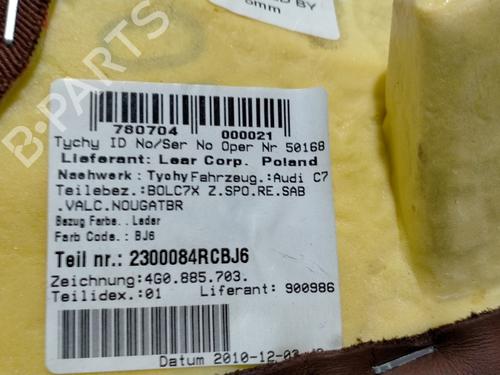 D BY
6mm
780704 000021
Tychy ID No/Ser No Oper Nr 50168
Lieferant: Lear Corp. Poland
Nachwerk : Tychy Fahrzeug.:Audi C7
Teilebez.:BOLC7X Z.SPO.RE.SAB
.VALC.NOUGATBR
Bezug Farbe.. Leder
Farb Code.: BJ6
Teil nr.: 2300084RCBJ6
Zeichnung:4G0.885.703.
Teilidex.:01 Liferant: 900986
Datum 2010-12-03
B-PARTS